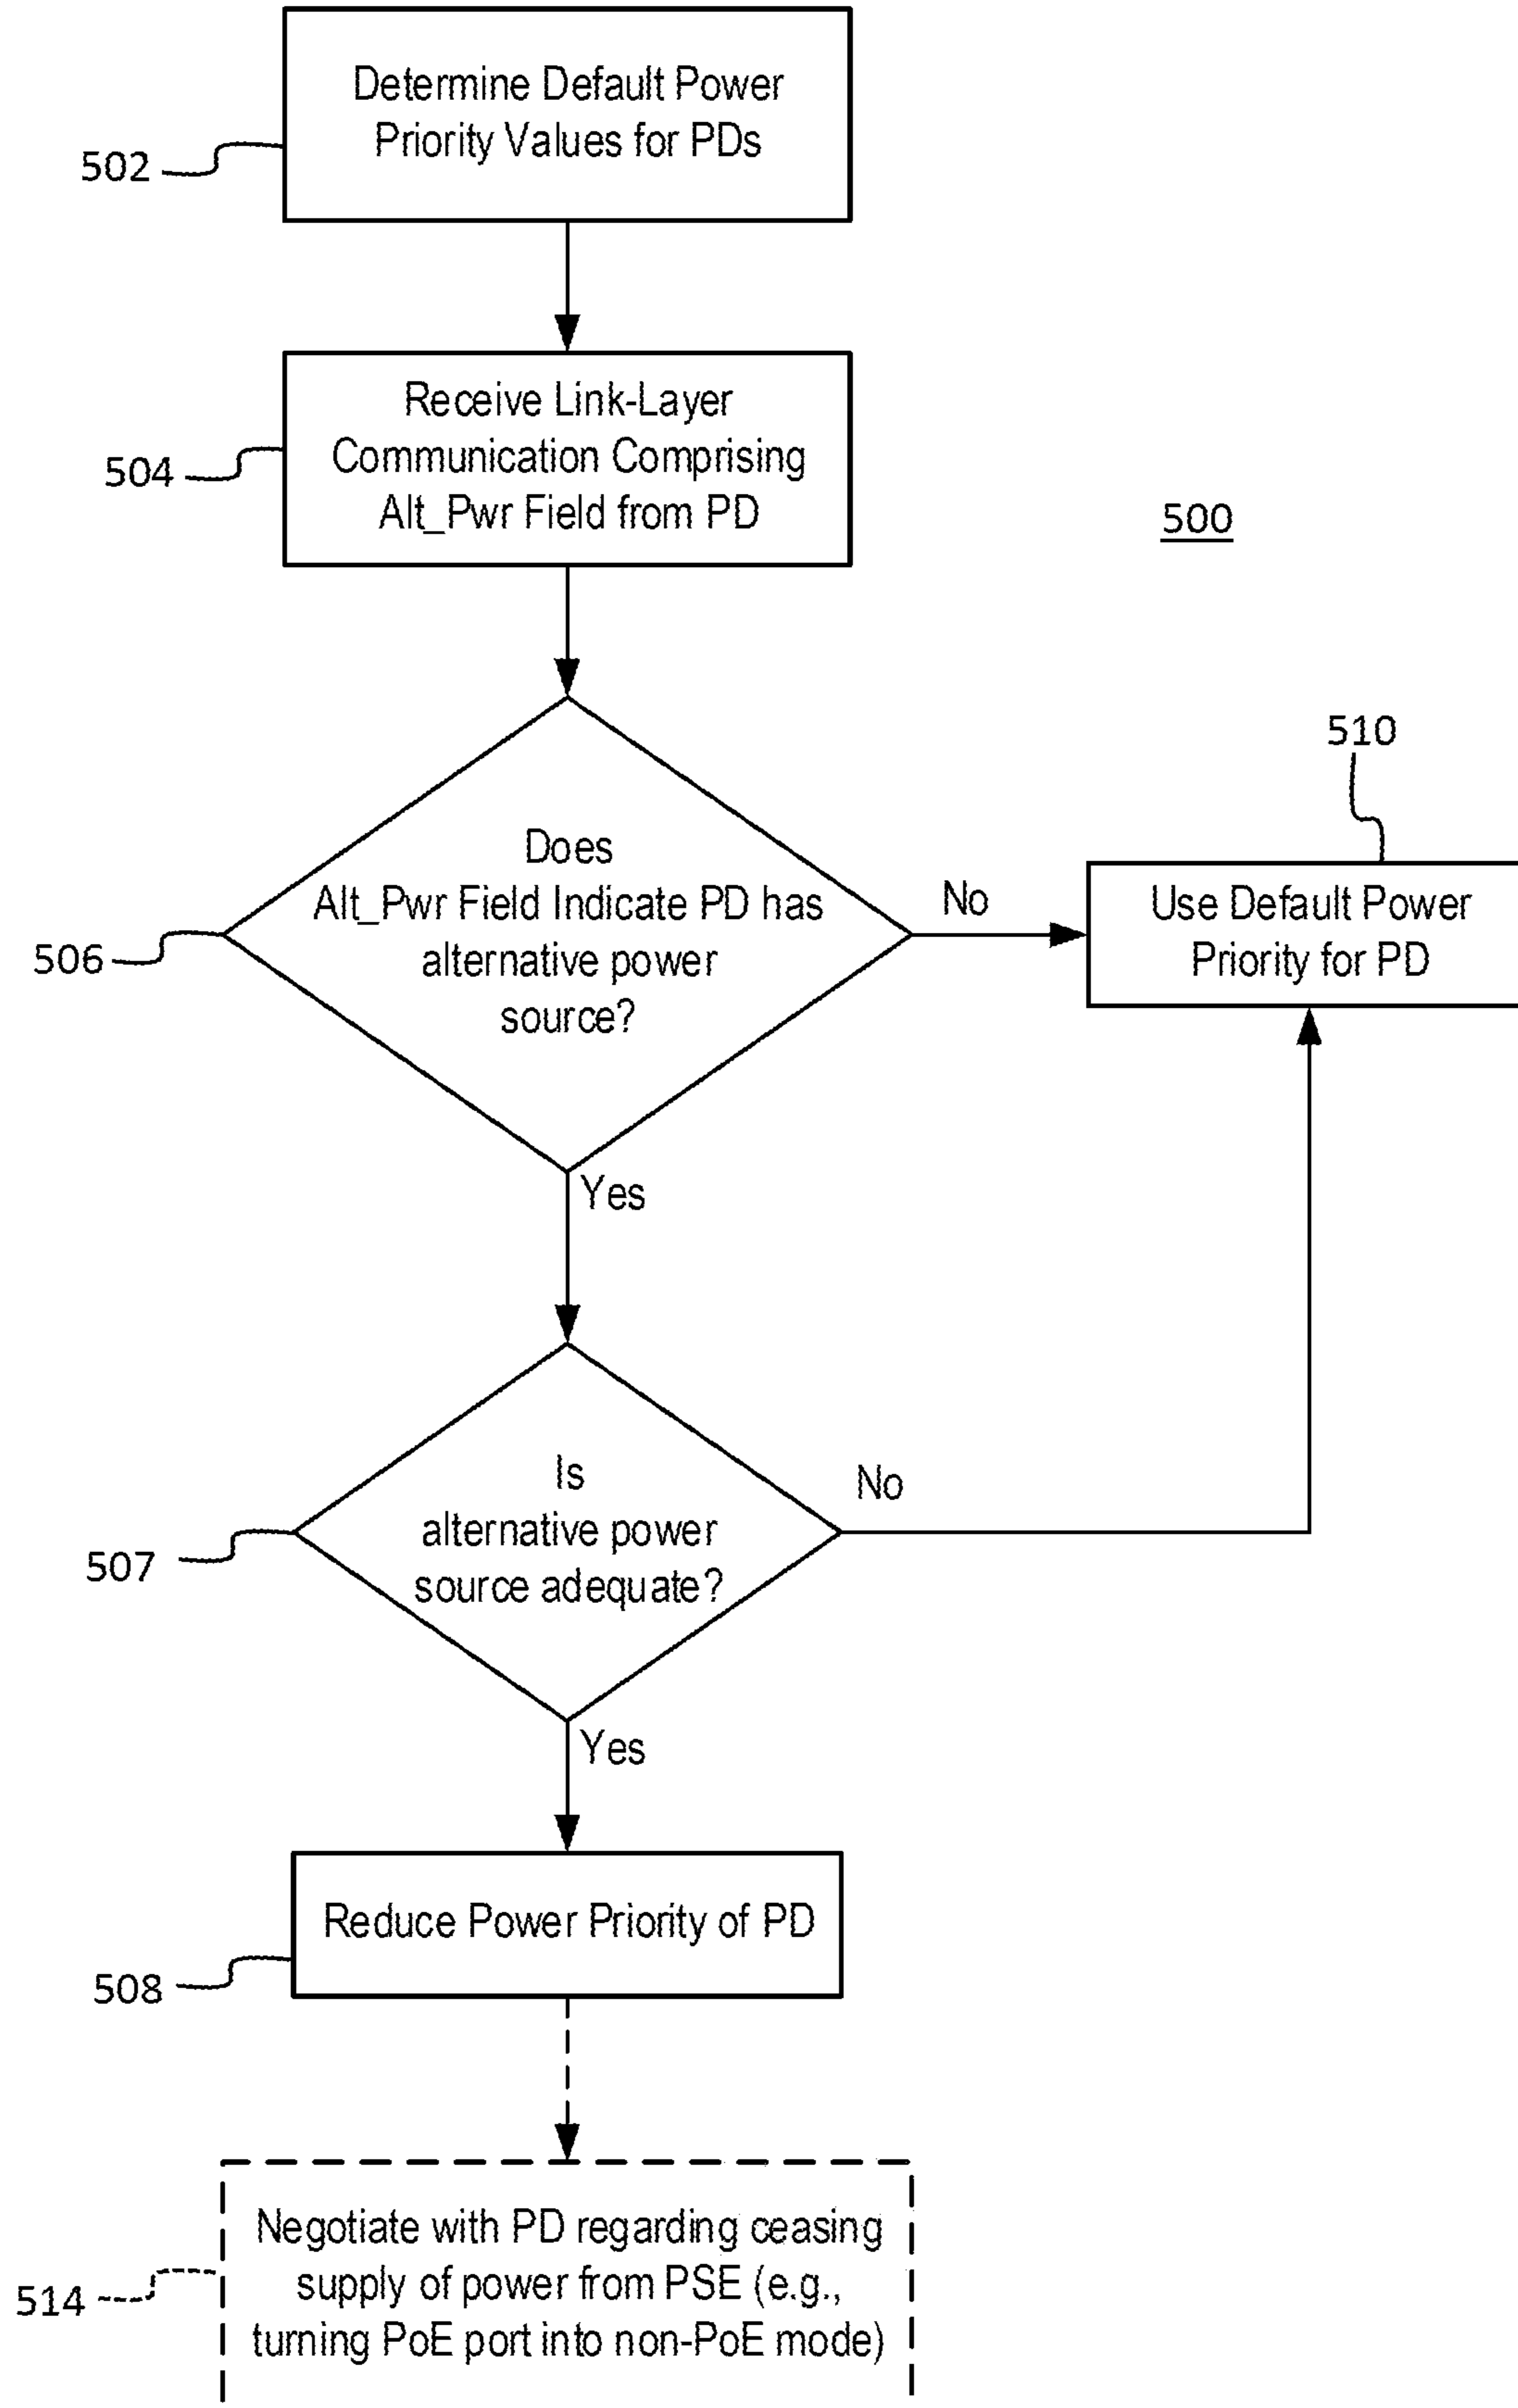 Determine Default Power
Priority Values for PDs
502
Receive Link-Layer
Communication Comprising
Alt_Pwr Field from PD
504
500
Does
Alt_Pwr Field Indicate PD has
alternative power
source?
506
No
510
Use Default Power
Priority for PD
Yes
Is
alternative power
source adequate?
507
No
Yes
Reduce Power Priority of PD
508
Negotiate with PD regarding ceasing
supply of power from PSE (e.g.,
turning PoE port into non-PoE mode)
514